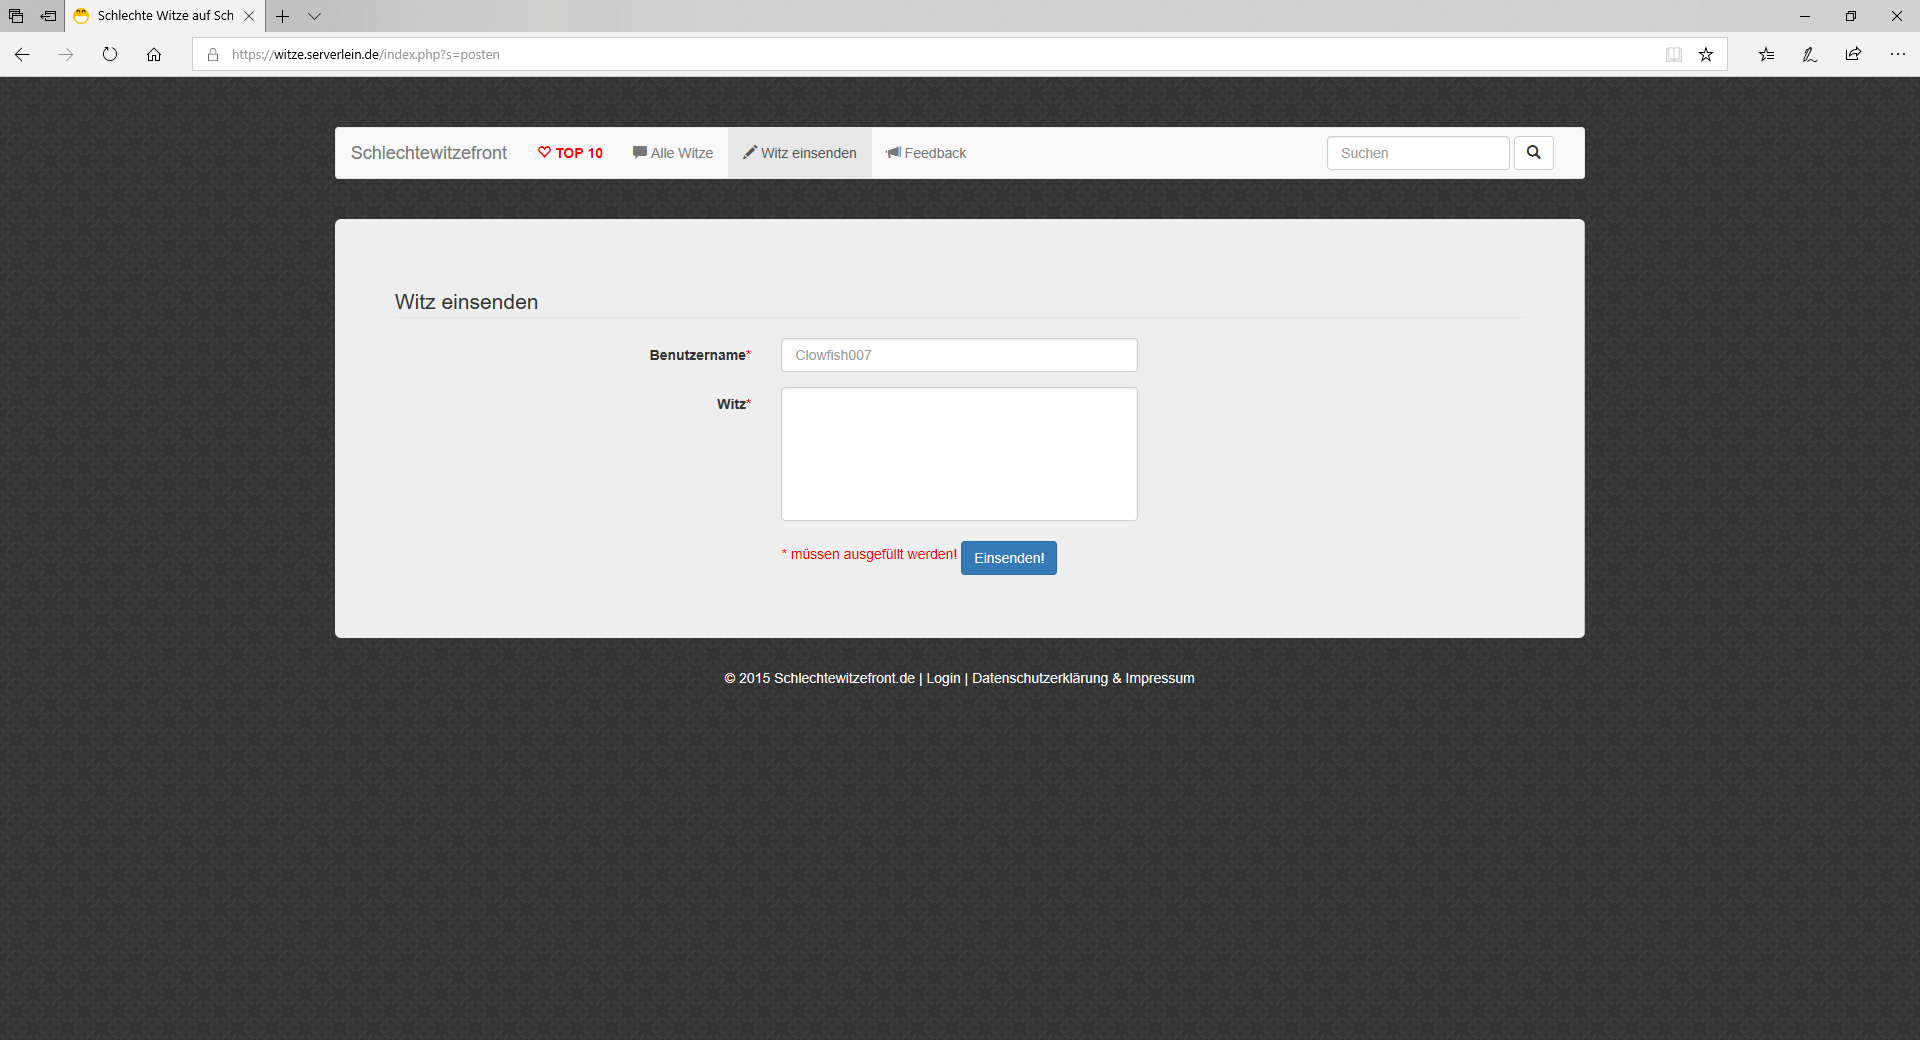 Schlechte Witze auf Sch
https://witze.serverlein.de/index.php?s=posten
Schlechtewitzefront TOP 10 Alle Witze Witz einsenden Feedback Suchen
Witz einsenden
Benutzername* Clowfish007
Witz*
* müssen ausgefüllt werden! Einsenden!
© 2015 Schlechtewitzefront.de | Login | Datenschutzerklärung & Impressum